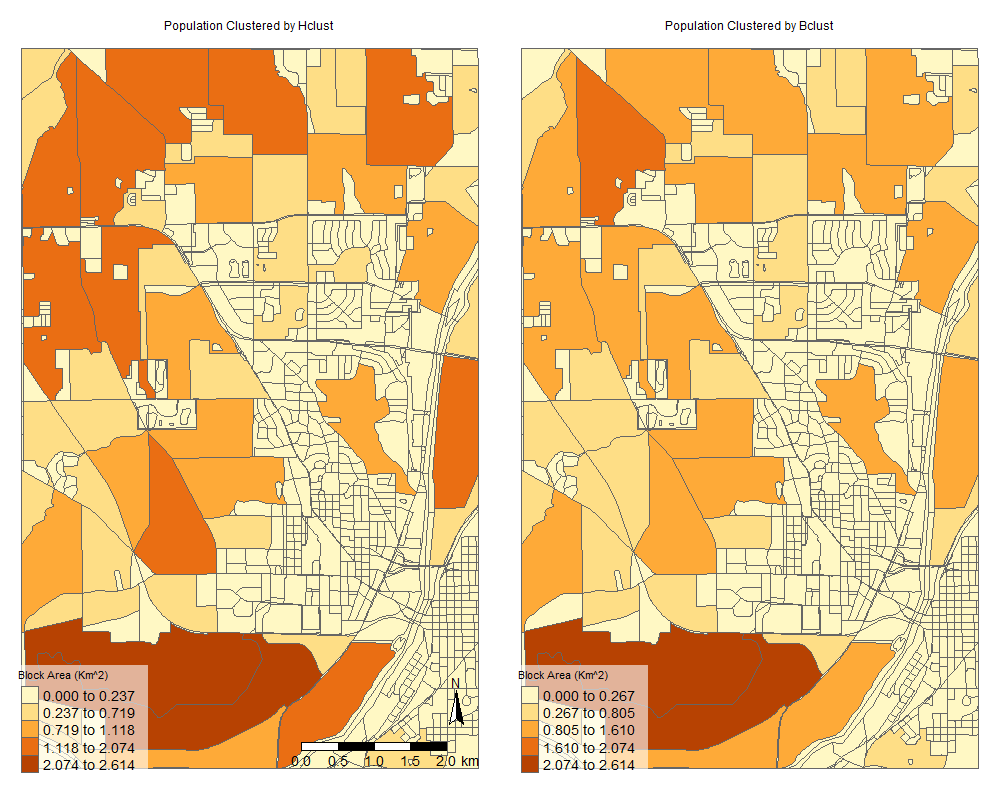 Population Clustered by Hclust
Population Clustered by Bclust
Block Area (Km^2)
0.000 to 0.237
0.237 to 0.719
0.719 to 1.118
1.118 to 2.074
2.074 to 2.614
N
0.0 0.5 1.0 1.5 2.0 km
Block Area (Km^2)
0.000 to 0.267
0.267 to 0.805
0.805 to 1.610
1.610 to 2.074
2.074 to 2.614